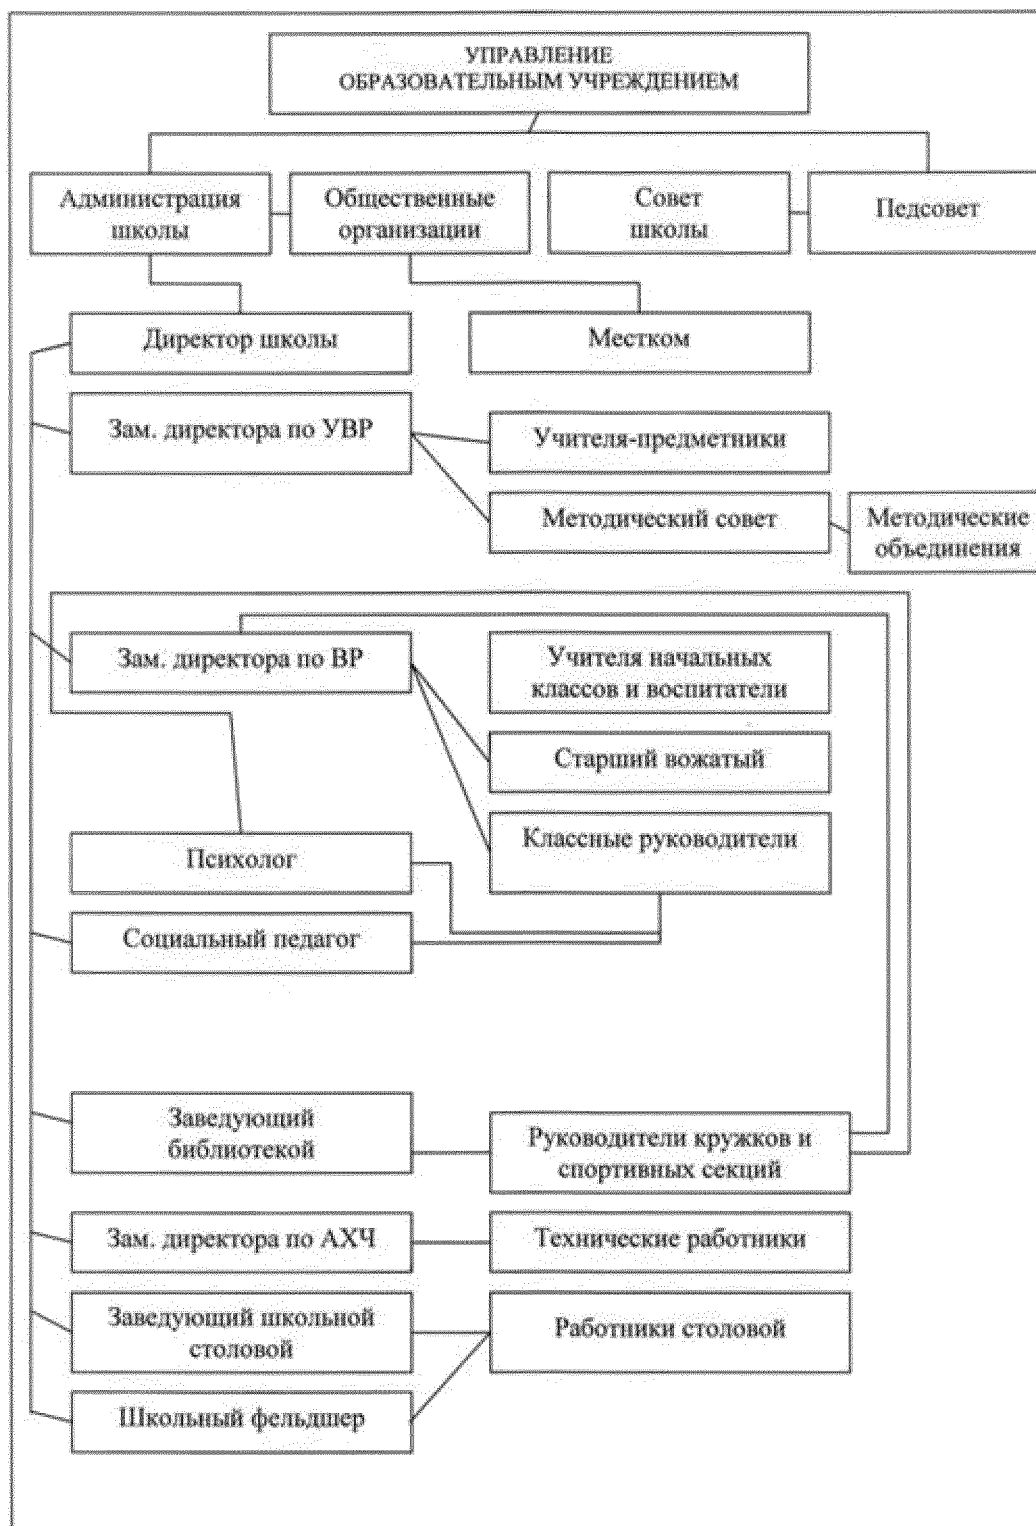 УПРАВЛЕНИЕ
ОБРАЗОВАТЕЛЬНЫМ УЧРЕЖДЕНИЕМ
Администрация
школы
Общественные
организации
Совет
школы
Педсовет
Директор школы
Местком
Зам. директора по УВР
Учителя-предметники
Методический совет
Методические
объединения
Зам. директора по ВР
Учителя начальных
классов и воспитатели
Старший вожатый
Классные руководители
Психолог
Социальный педагог
Заведующий
библиотекой
Руководители кружков и
спортивных секций
Зам. директора по АХЧ
Технические работники
Заведующий школьной
столовой
Работники столовой
Школьный фельдшер